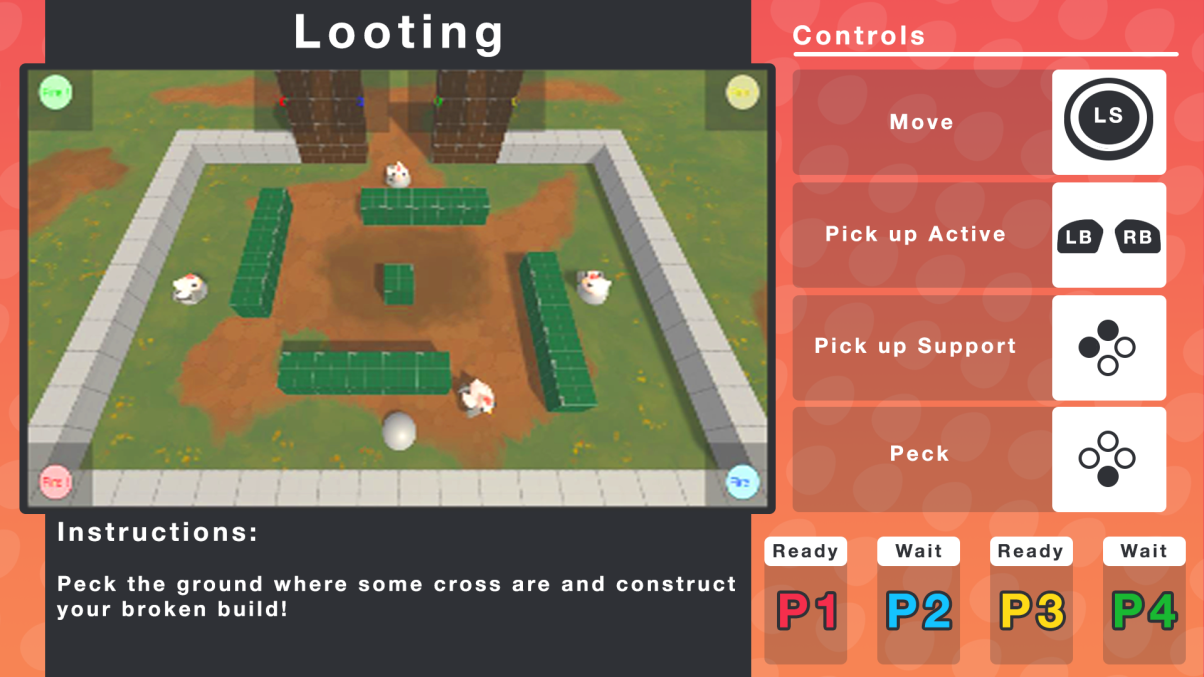 Looting
Controls
Move
LS
Pick up Active
LB RB
Pick up Support
Peck
Instructions:
Peck the ground where some cross are and construct
your broken build!
Ready
Wait
Ready
Wait
P1
P2
P3
P4